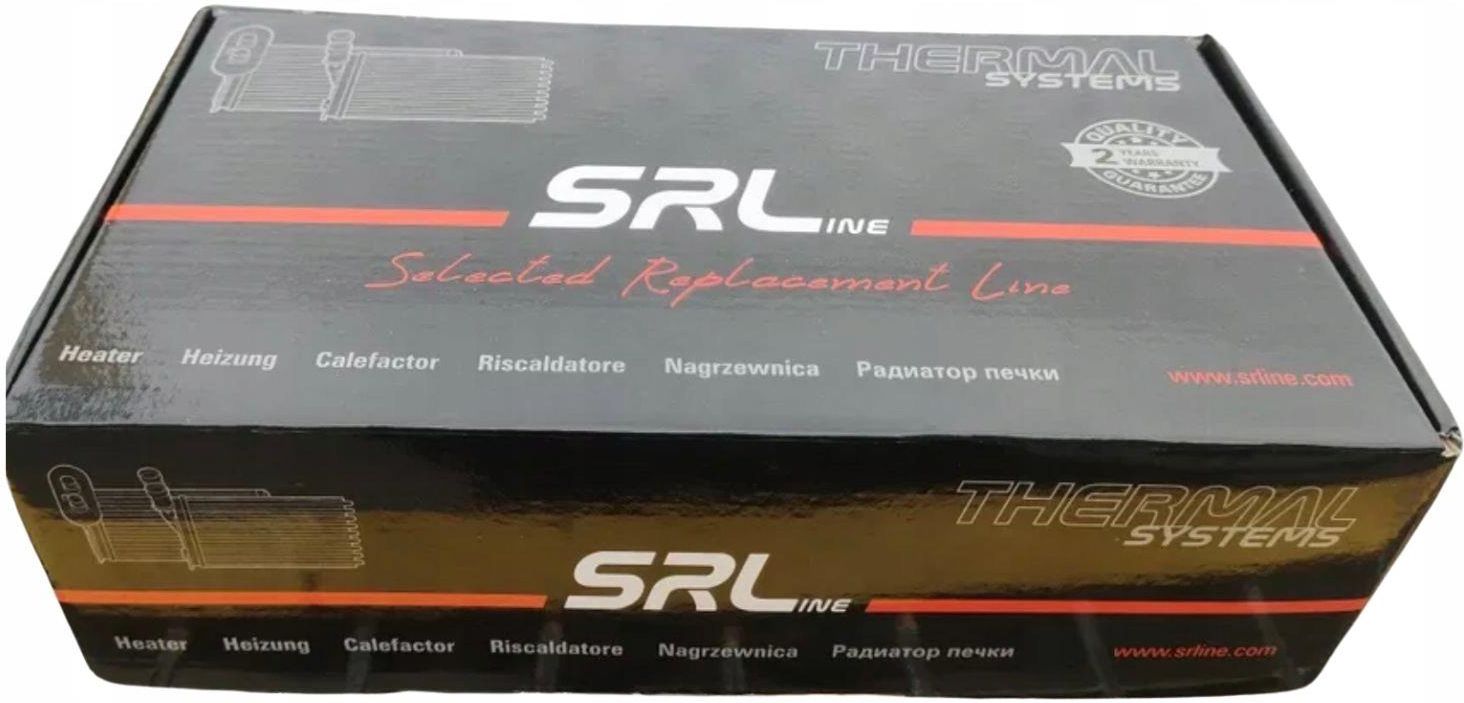 THERMAL
SYSTEMS
QUALITY
2 YEARS
WARRANTY
GUARANTEE
SRLINE
Selected Replacement Line
Heater Heizung Calefactor Riscaldatore Nagrzewnica Радиатор печки www.srline.com
THERMAL
SYSTEMS
SRLINE
Heater Heizung Calefactor Riscaldatore Nagrzewnica Радиатор печки www.srline.com